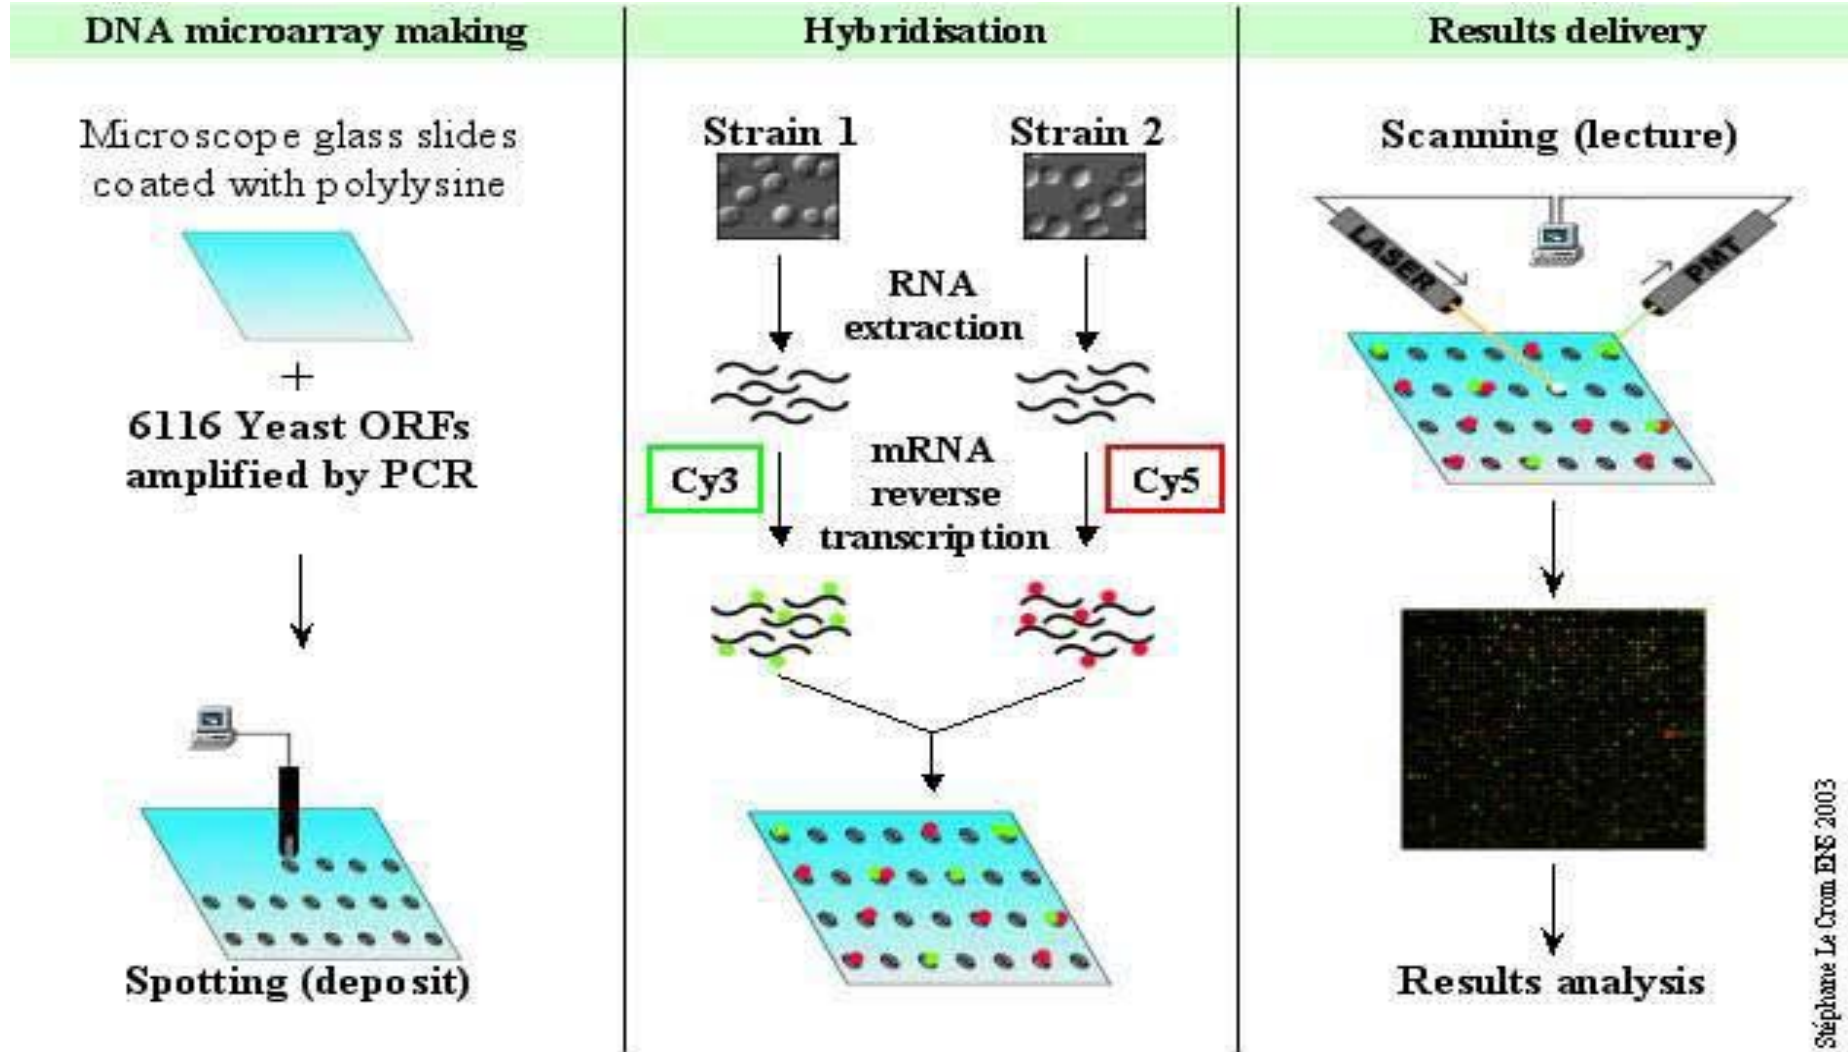 DNA microarray making
Microscope glass slides
coated with polylysine
+
6116 Yeast ORFs
amplified by PCR
Spotting (deposit)
Hybridisation
Strain 1
Strain 2
RNA
extraction
Cy3
mRNA
reverse
transcription
Cy5
Results delivery
Scanning (lecture)
LASER
PMT
Results analysis
Stéphane Le Crom ENS 2003